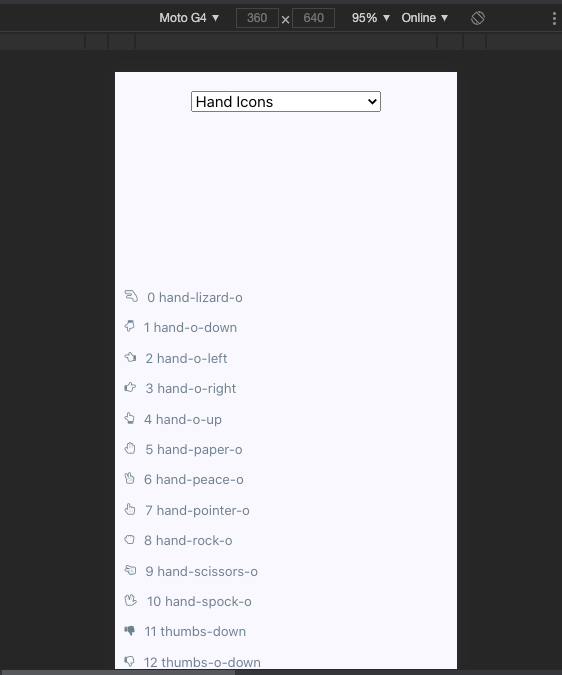 Moto G4 ▼ 360 × 640 95% ▼ Online ▼
Hand Icons
0 hand-lizard-o
1 hand-o-down
2 hand-o-left
3 hand-o-right
4 hand-o-up
5 hand-paper-o
6 hand-peace-o
7 hand-pointer-o
8 hand-rock-o
9 hand-scissors-o
10 hand-spock-o
11 thumbs-down
12 thumbs-o-down